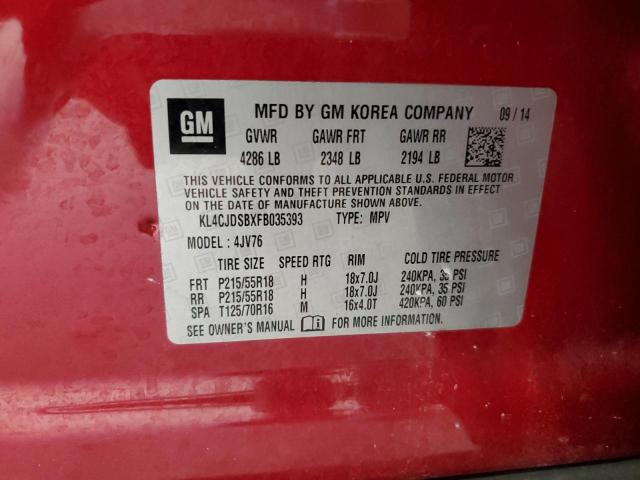 GM
MFD BY GM KOREA COMPANY 09/14
GVWR GAWR FRT GAWR RR
4286 LB 2348 LB 2194 LB
THIS VEHICLE CONFORMS TO ALL APPLICABLE U.S. FEDERAL MOTOR
VEHICLE SAFETY AND THEFT PREVENTION STANDARDS IN EFFECT
ON THE DATE OF MANUFACTURE SHOWN ABOVE.
KL4CJDSBXFB035393 TYPE: MPV
MODEL: 4JV76
TIRE SIZE SPEED RTG RIM COLD TIRE PRESSURE
FRT P215/55R18 H 18x7.0J 240KPA, 35 PSI
RR P215/55R18 H 18x7.0J 240KPA, 35 PSI
SPA T125/70R16 M 16x4.0T 420KPA, 60 PSI
SEE OWNER'S MANUAL FOR MORE INFORMATION.